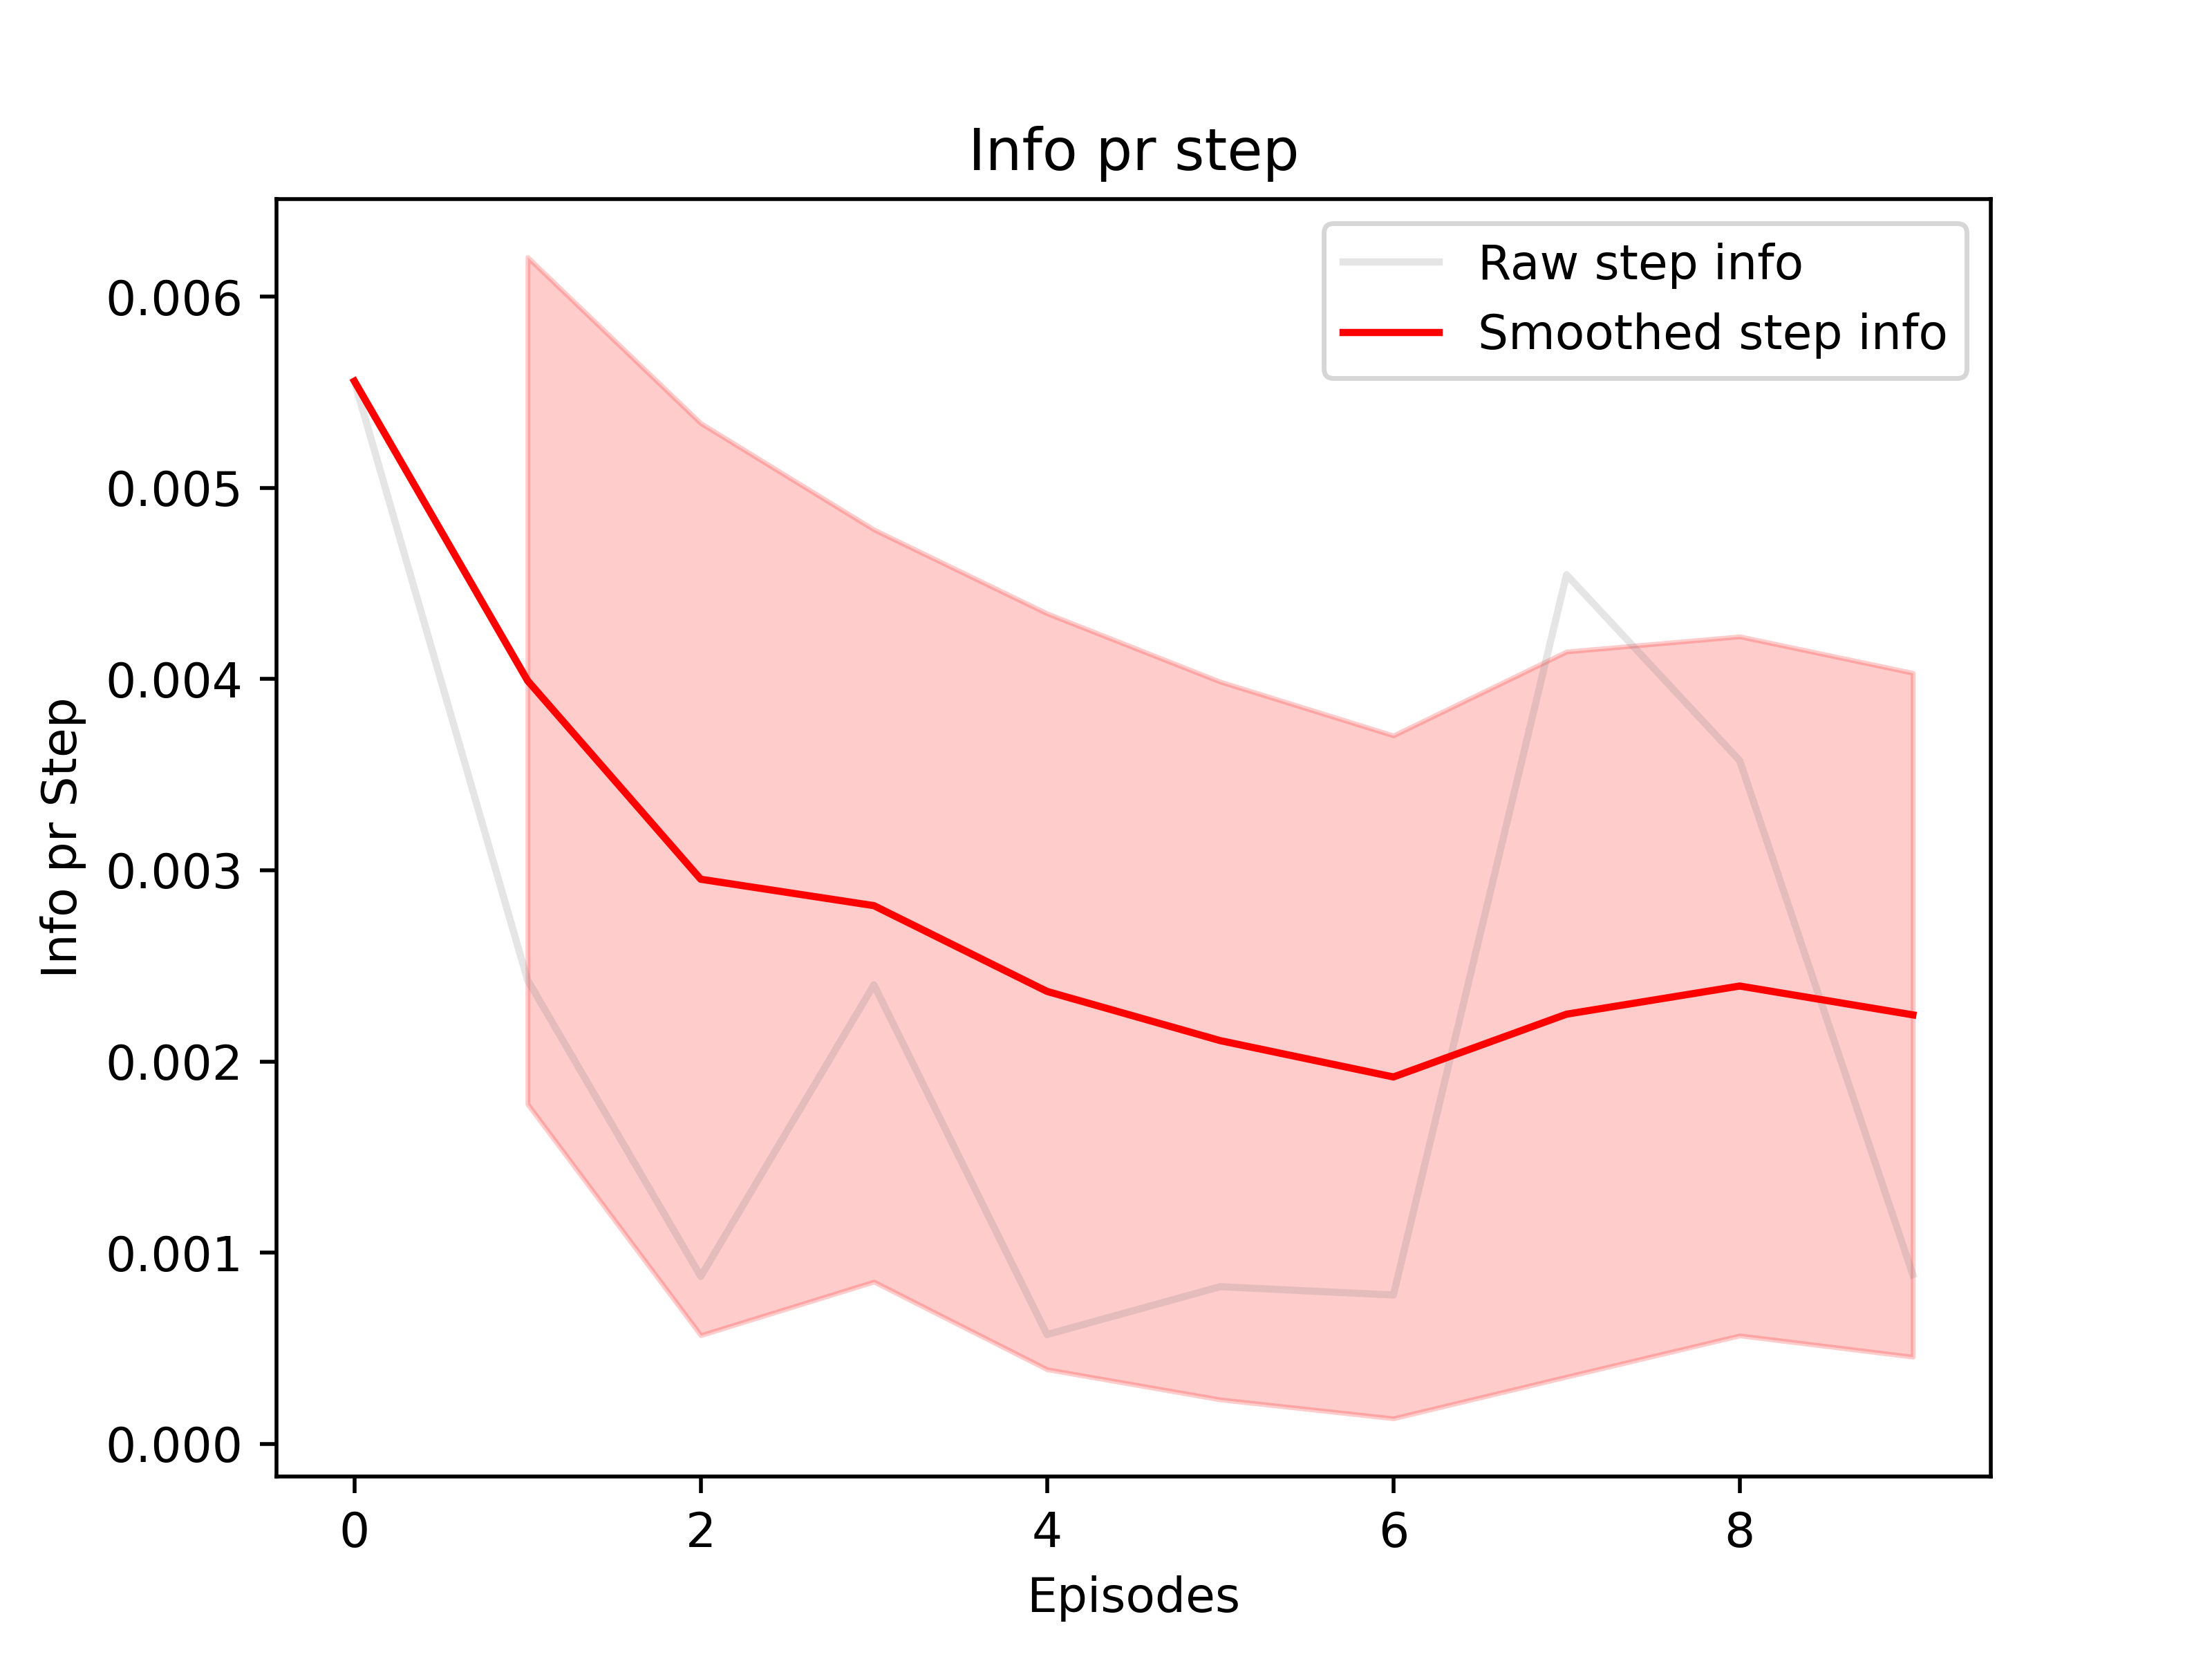 Info pr step
Raw step info
Smoothed step info
0.006
0.005
0.004
0.003
0.002
0.001
0.000
Info pr Step
0 2 4 6 8
Episodes